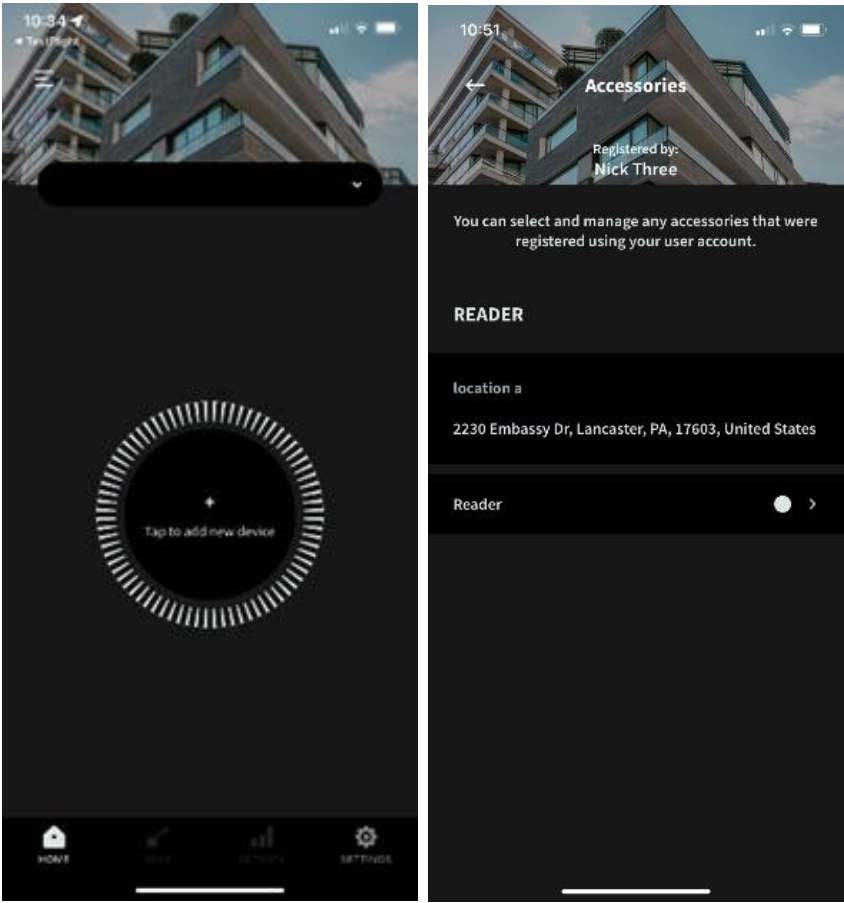 10:34
TestFlight
Tap to add new device
HOME
SETTINGS
10:51
Accessories
Registered by:
Nick Three
You can select and manage any accessories that were
registered using your user account.
READER
location a
2230 Embassy Dr, Lancaster, PA, 17603, United States
Reader